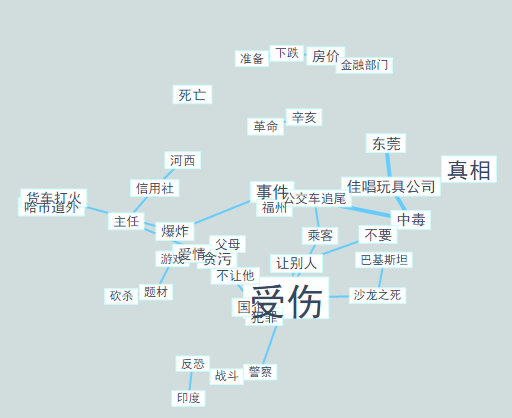 准备
下跌
房价
金融部门
死亡
革命
辛亥
东莞
河西
真相
信用社
事件
佳唱玩具公司
货车打火
哈市道外
福州
公交车追尾
中毒
主任
爆炸
乘客
不要
父母
爱情
游戏
贪污
让别人
巴基斯坦
不让他
题材
砍杀
受伤
沙龙之死
犯罪
反恐
战斗
警察
印度